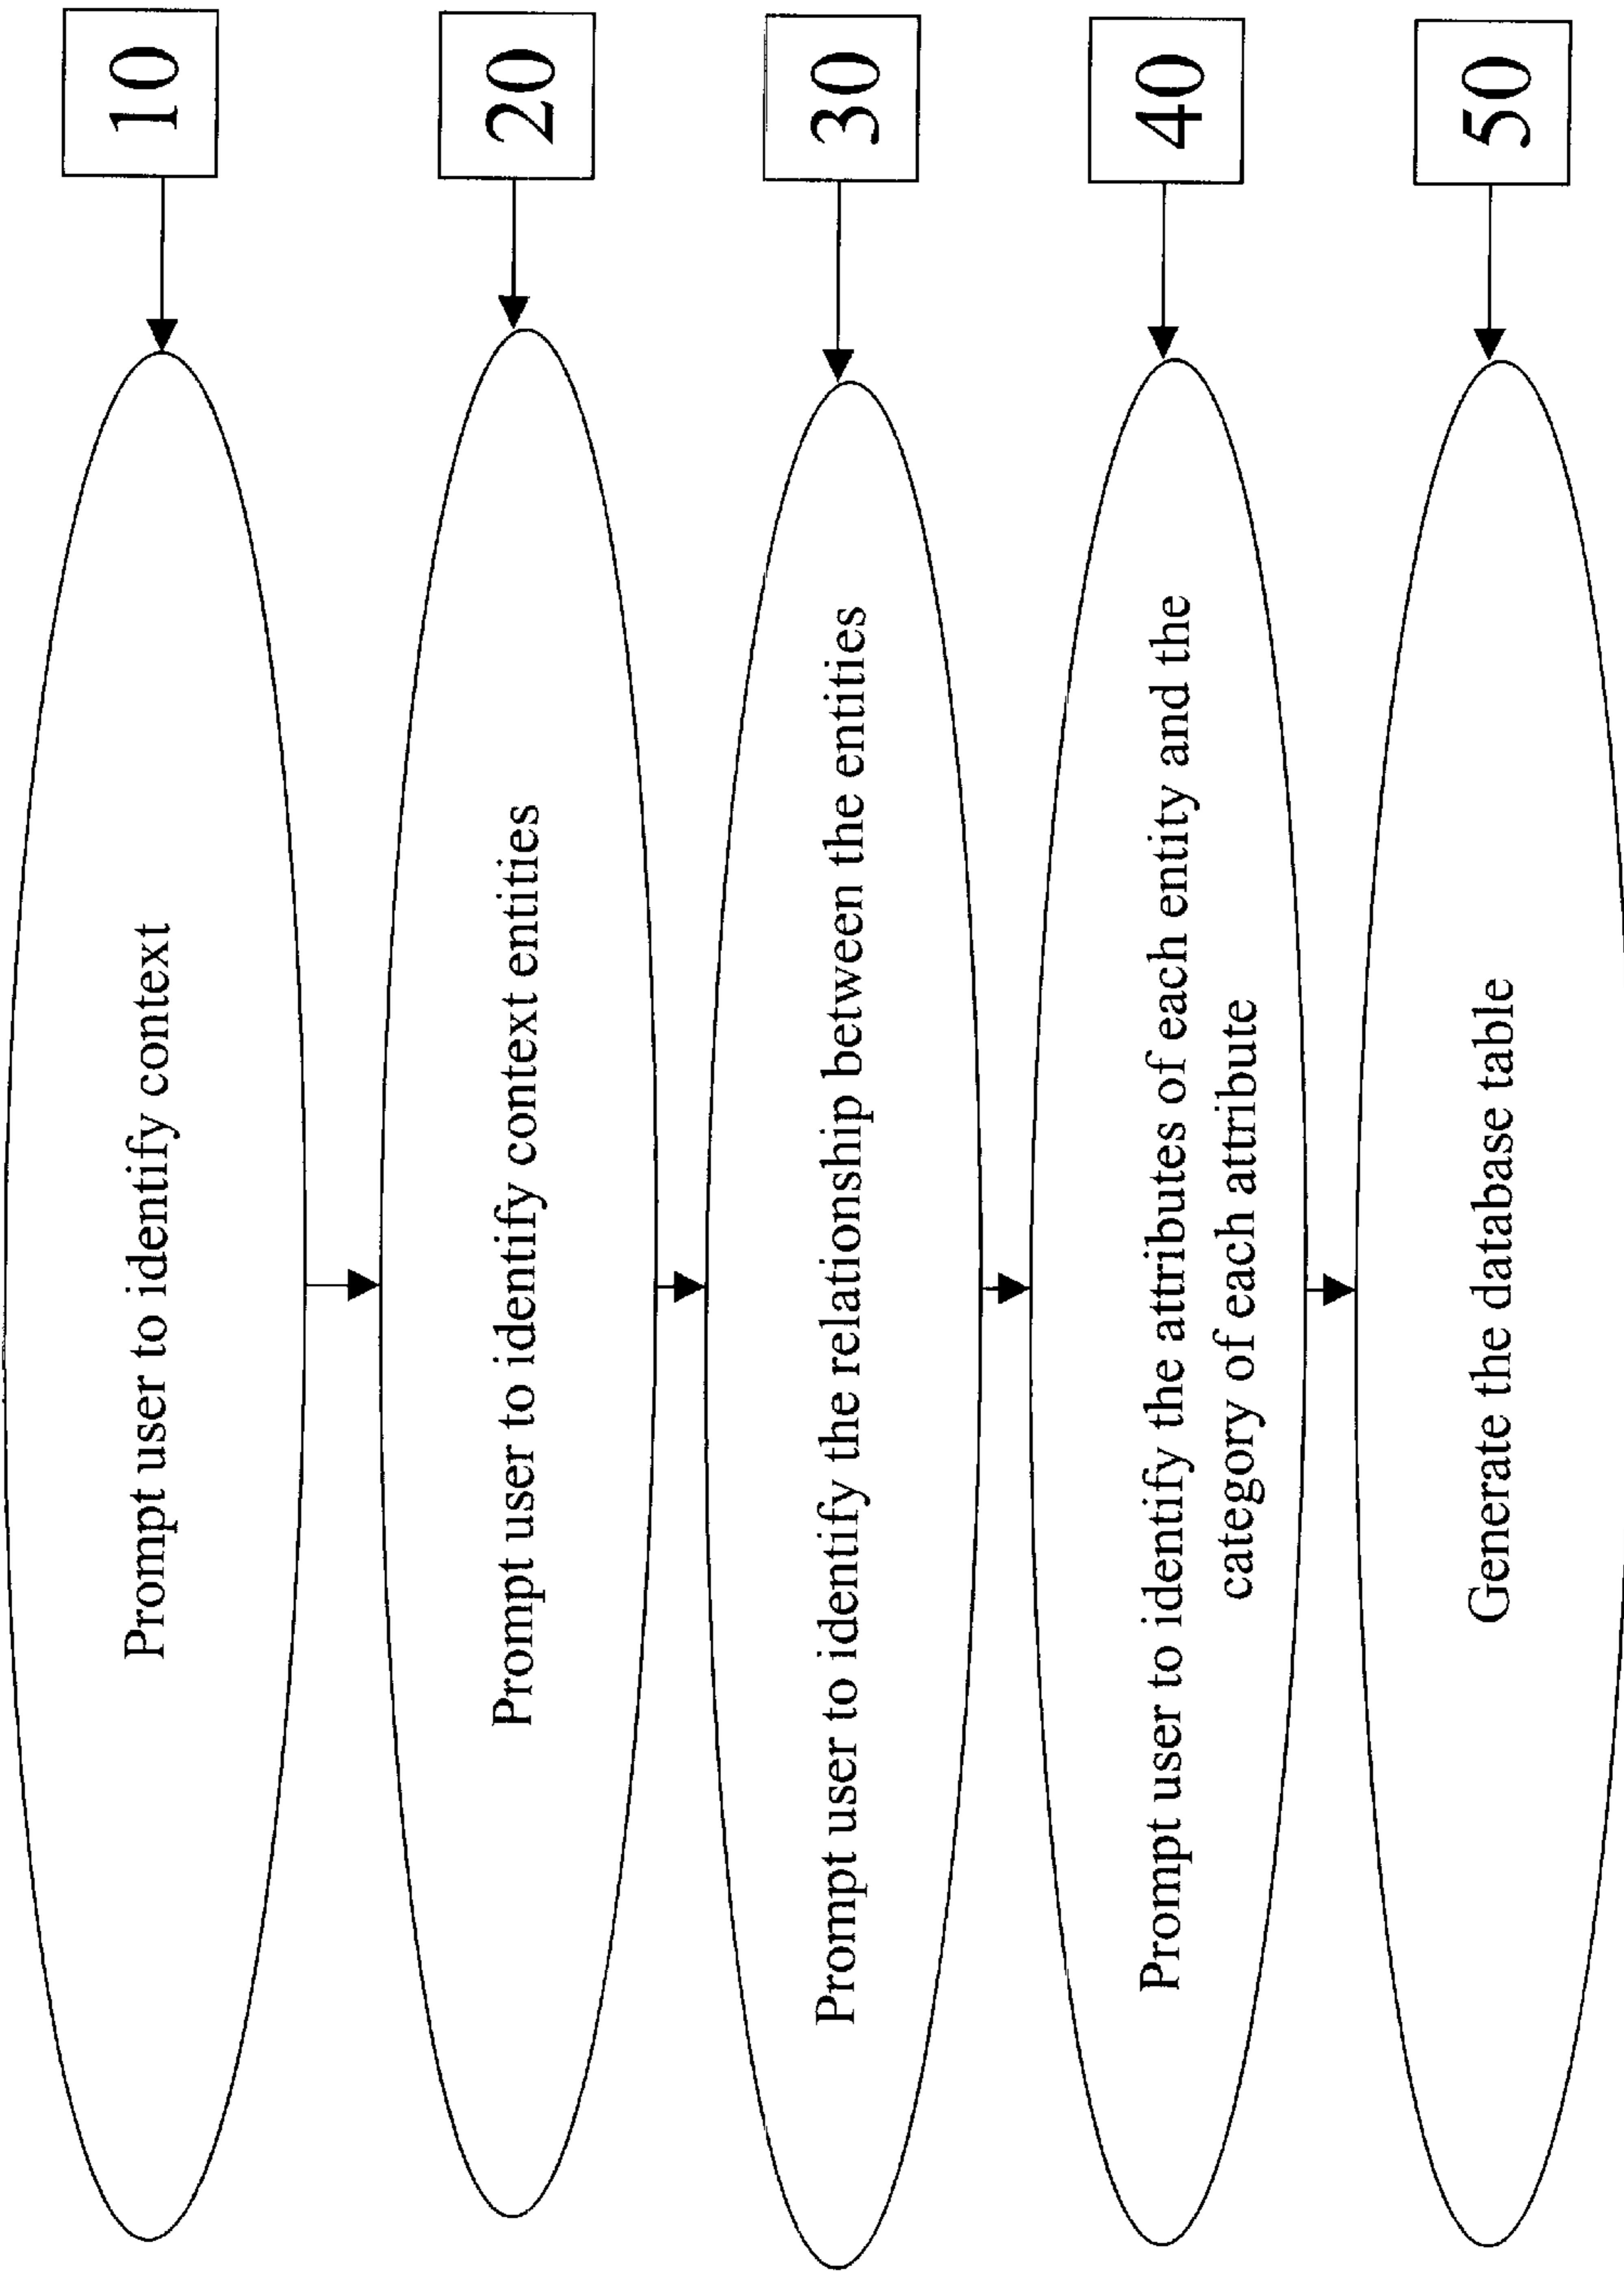 Prompt user to identify context
10
Prompt user to identify context entities
20
Prompt user to identify the relationship between the entities
30
Prompt user to identify the attributes of each entity and the
category of each attribute
40
Generate the database table
50